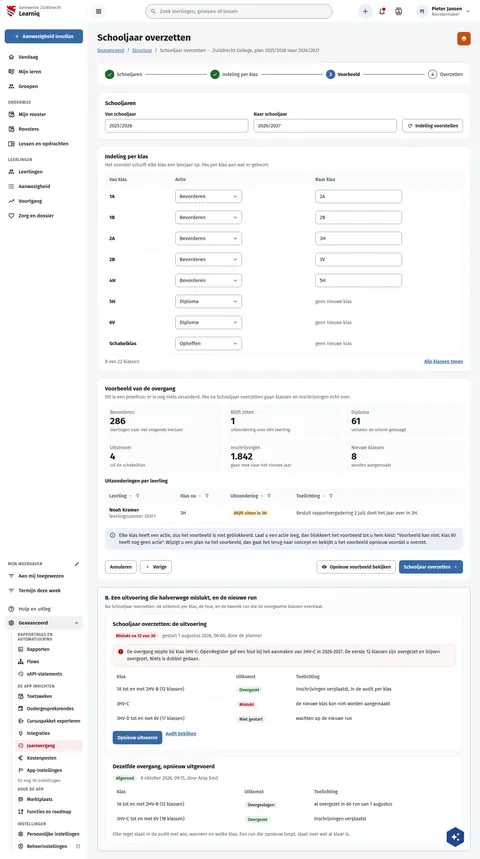 Gemeente Zuiddrecht
Learniq
Zoek leerlingen, groepen of lessen
PJ
Pieter Jansen
Aanwezigheid invullen
Vandaag
Mijn leren
Groepen
ONDERWIJS
Mijn rooster
Roosters
Lessen en opdrachten
LEERLINGEN
Leerlingen
Aanwezigheid
Voortgang
Zorg en dossier
MIJN WEERGAVEN
Aan mij toegewezen
Termijn deze week
Hulp en uitleg
Geavanceerd
RAPPORTAGES EN AUTOMATISERING
Rapporten
Flows
xAPI-statements
APP INRICHTEN
Toetsweken
Oudergespreksrondes
Cursuspakket exporteren
Integraties
Jaarovergang
Kostenposten
App-instellingen
En nog 18 instellingen
OVER DE APP
Marktplaats
Functies en roadmap
INSTELLINGEN
Persoonlijke instellingen
Beheerinstellingen
Schooljaar overzetten
Geavanceerd / Structuur / Schooljaar overzetten - Zuiddrecht College, plan 2025/2026 naar 2026/2027
Schooljaren
Indeling per klas
3 Voorbeeld
4 Overzetten
Schooljaren
Van schooljaar
Naar schooljaar
2025/2026
2026/2027
Indeling voorstellen
Indeling per klas
Het voorstel schuift elke klas een leerjaar op. Pas per klas aan wat er gebeurt.
Van klas Actie Naar klas
1A Bevorderen 2A
1B Bevorderen 2B
2A Bevorderen 3H
2B Bevorderen 3V
4H Bevorderen 5H
5H Diploma geen nieuwe klas
6V Diploma geen nieuwe klas
Schakelklas Opheffen geen nieuwe klas
8 van 22 klassen
Alle klassen tonen
Voorbeeld van de overgang
Dit is een proefrun: er is nog niets veranderd. Pas na Schooljaar overzetten gaan klassen en inschrijvingen echt over.
Bevorderen
286
leerlingen naar het volgende leerjaar
Blijft zitten
1
uitzondering voor één leerling
Diploma
61
verlaten de school geslaagd
Uitstroom
4
uit de schakelklas
Inschrijvingen
1.842
gaan mee naar het nieuwe jaar
Nieuwe klassen
8
worden aangemaakt
Uitzonderingen per leerling
Leerling Klas nu Uitzondering Toelichting
Noah Kramer
3H
Blijft zitten in 3H
Besluit rapportvergadering 2 juli; doet het jaar over in 3H.
Elke klas heeft een actie, dus het voorbeeld is niet geblokkeerd. Laat u een actie leeg, dan blokkeert het voorbeeld tot u hem kiest: "Voorbeeld kan niet: klas 6V heeft nog geen actie". Wijzigt u een plan na het voorbeeld, dan gaat het terug naar concept en bekijkt u het voorbeeld opnieuw voordat u overzet.
Annuleren
Vorige
Opnieuw voorbeeld bekijken
Schooljaar overzetten
B. Een uitvoering die halverwege mislukt, en de nieuwe run
Na Schooljaar overzetten: de uitkomst per klas, de fout, en de tweede run die de overgezette klassen overslaat.
Schooljaar overzetten: de uitvoering
Mislukt na 12 van 30
gestart 1 augustus 2026, 06:00, door de planner
De overgang stopte bij klas 3HV-C: OpenRegister gaf een fout bij het aanmaken van 3HV-C in 2026-2027. De eerste 12 klassen zijn overgezet en blijven overgezet. Niets is dubbel gedaan.
Klas Uitkomst Toelichting
1A tot en met 2HV-B (12 klassen) Overgezet inschrijvingen verplaatst, in de audit per klas
3HV-C Mislukt de nieuwe klas kon niet worden aangemaakt
3HV-D tot en met 6V (17 klassen) Niet gestart wachten op de nieuwe run
Opnieuw uitvoeren
Audit bekijken
Dezelfde overgang, opnieuw uitgevoerd
Afgerond
8 oktober 2026, 09:15, door Anja Smit
Klas Uitkomst Toelichting
1A tot en met 2HV-B (12 klassen) Overgeslagen al overgezet in de run van 1 augustus
3HV-C tot en met 6V (18 klassen) Overgezet inschrijvingen verplaatst
Elke regel staat in de audit met wie, wanneer en welke klas. Een run die opnieuw loopt, slaat over wat al klaar is.